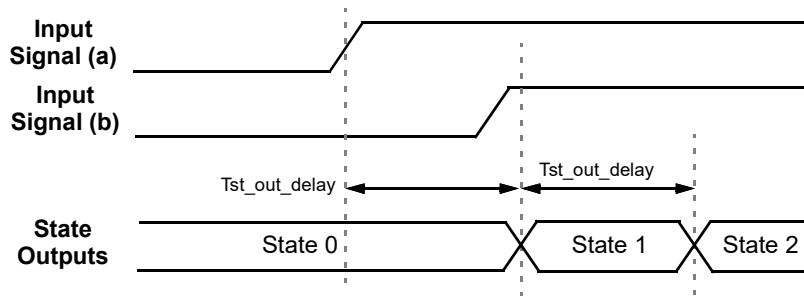 Input
Signal (a)
Input
Signal (b)
Tst_out_delay
Tst_out_delay
State
Outputs
State 0
State 1
State 2